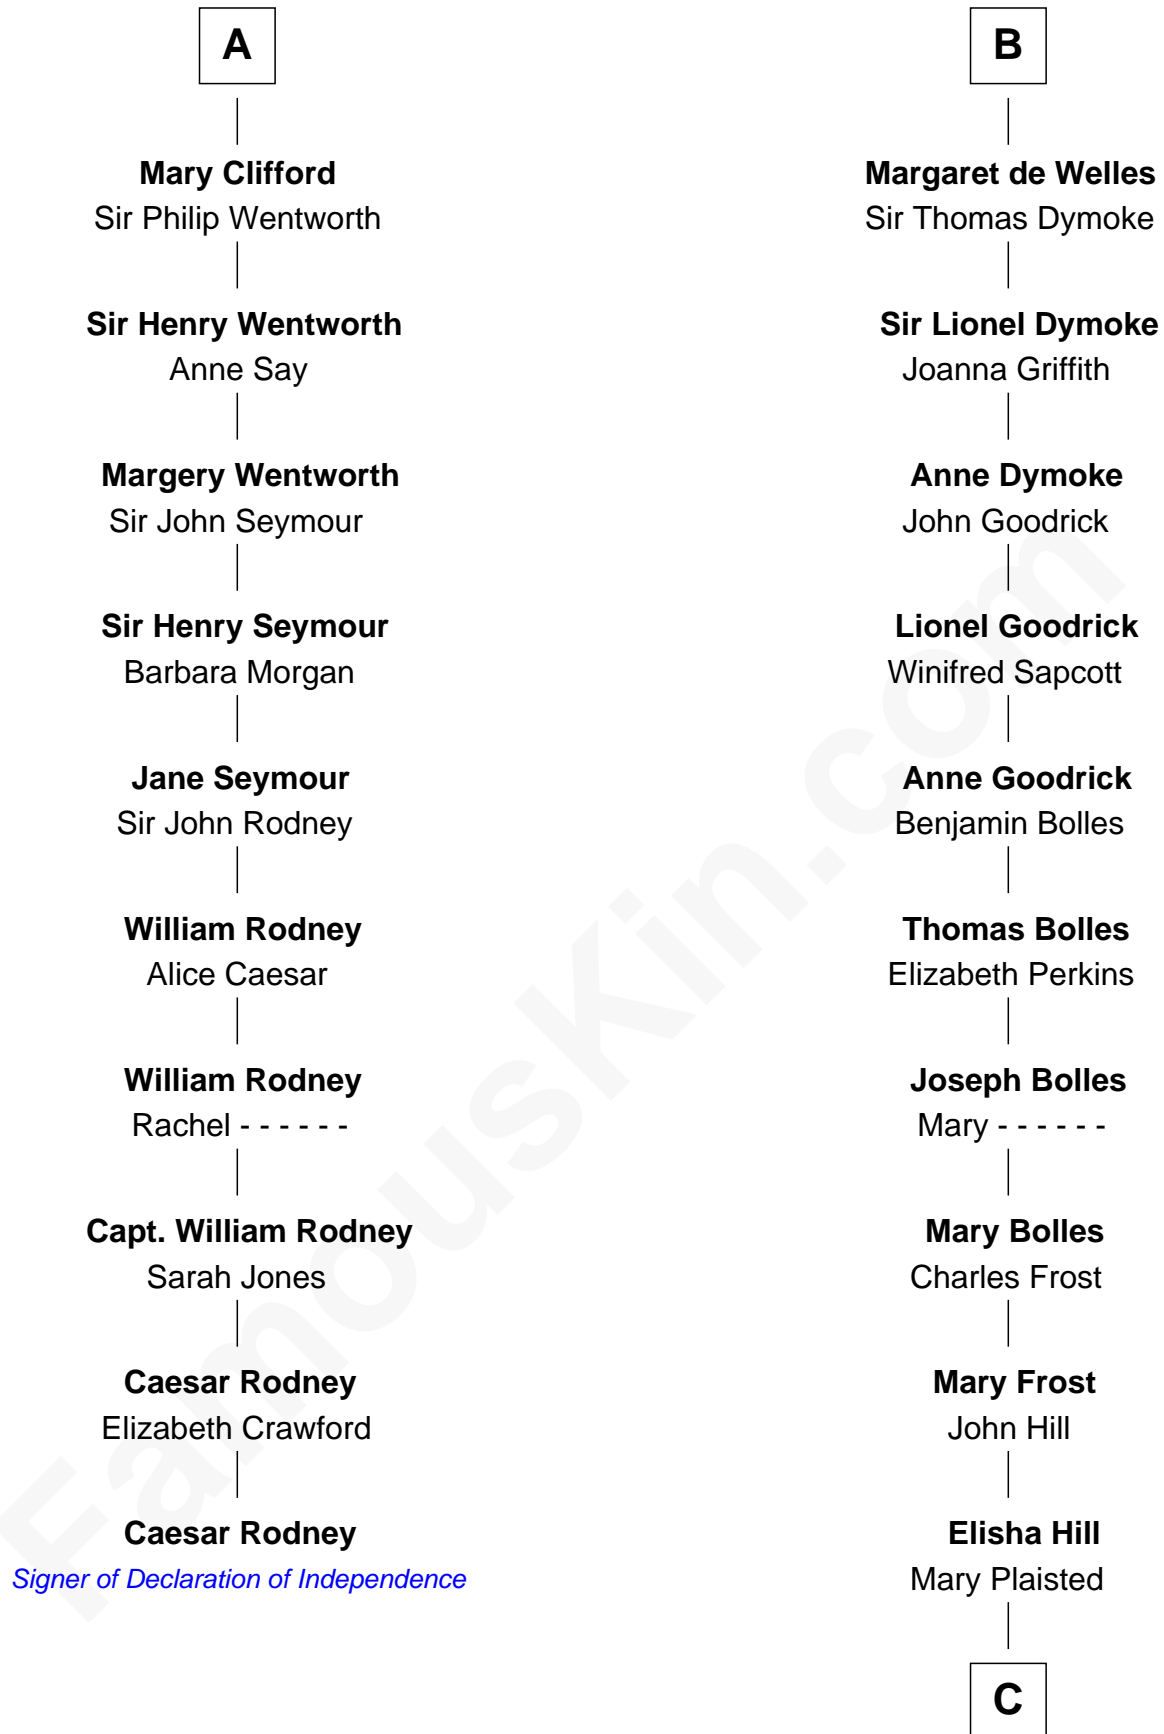 A
Mary Clifford
Sir Philip Wentworth
Sir Henry Wentworth
Anne Say
Margery Wentworth
Sir John Seymour
Sir Henry Seymour
Barbara Morgan
Jane Seymour
Sir John Rodney
William Rodney
Alice Caesar
William Rodney
Rachel - - - - - -
Capt. William Rodney
Sarah Jones
Caesar Rodney
Elizabeth Crawford
Caesar Rodney
Signer of Declaration of Independence
B
Margaret de Welles
Sir Thomas Dymoke
Sir Lionel Dymoke
Joanna Griffith
Anne Dymoke
John Goodrick
Lionel Goodrick
Winifred Sapcott
Anne Goodrick
Benjamin Bolles
Thomas Bolles
Elizabeth Perkins
Joseph Bolles
Mary - - - - - -
Mary Bolles
Charles Frost
Mary Frost
John Hill
Elisha Hill
Mary Plaisted
C
FamousKin.com